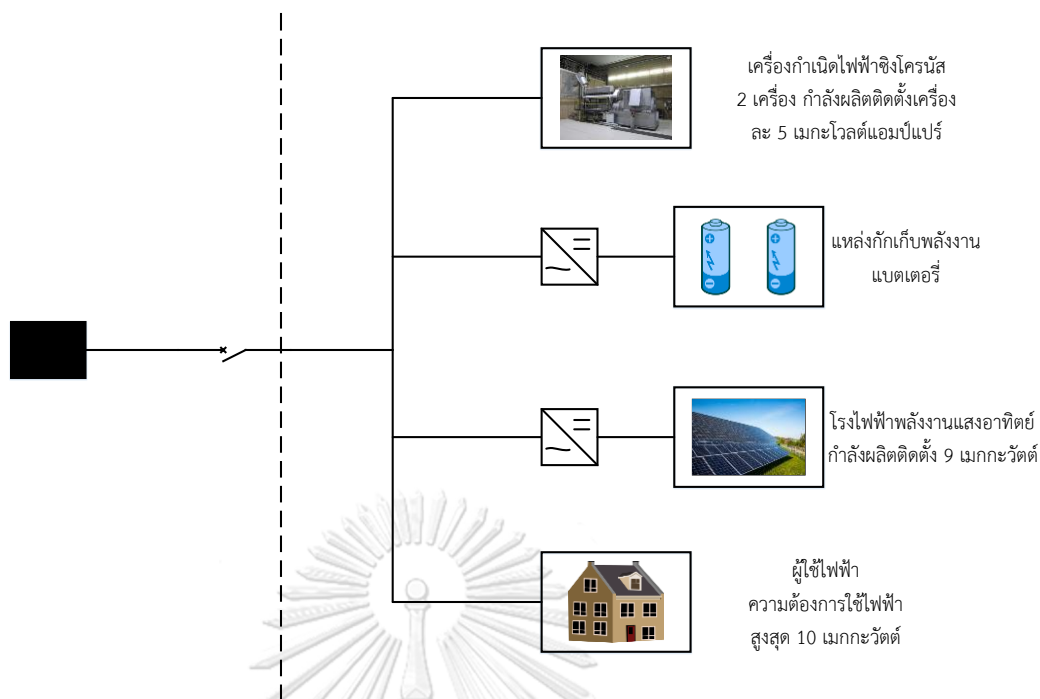 เครื่องกำเนิดไฟฟ้าซิงโครนัส
2 เครื่อง กำลังผลิตติดตั้งเครื่อง
ละ 5 เมกะโวลต์แอมป์แปร์
แหล่งกักเก็บพลังงาน
แบตเตอรี่
โรงไฟฟ้าพลังงานแสงอาทิตย์
กำลังผลิตติดตั้ง 9 เมกกะวัตต์
ผู้ใช้ไฟฟ้า
ความต้องการใช้ไฟฟ้า
สูงสุด 10 เมกกะวัตต์